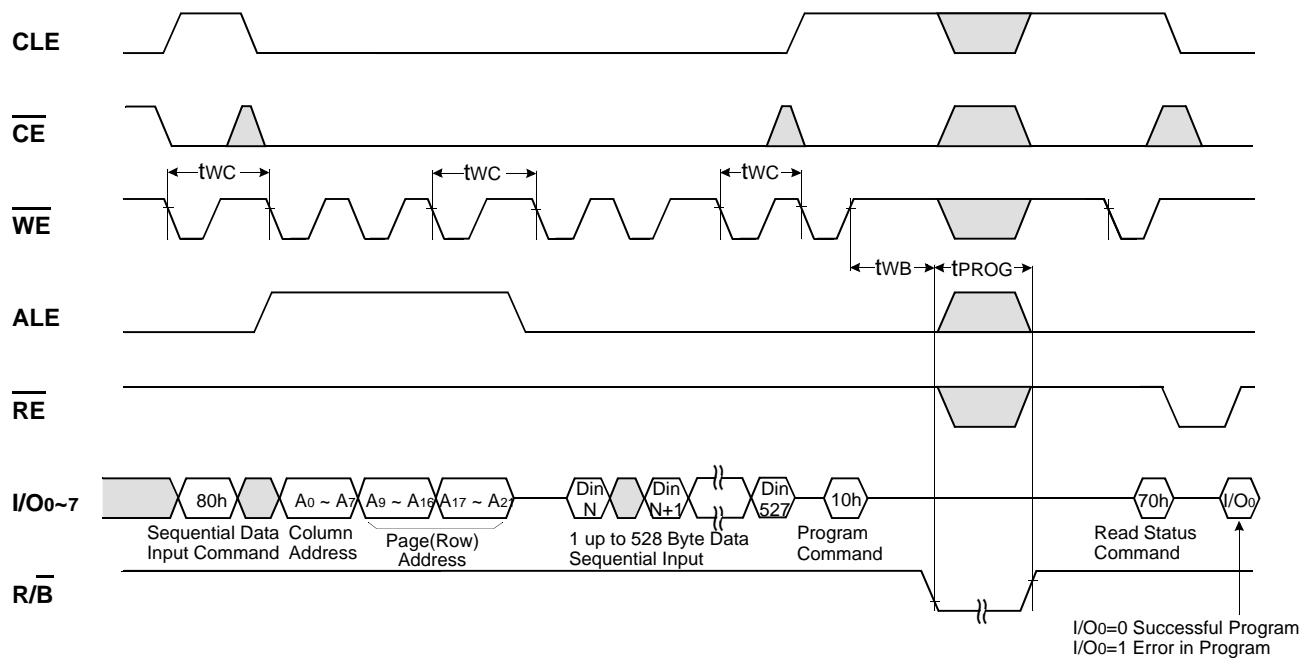 CLE
CE
tWC
tWC
tWC
WE
tWB
tPROG
ALE
RE
I/O0~7
80h
A0 ~ A7
A9 ~ A16
A17 ~ A21
Din
N
Din
N+1
Din
527
10h
70h
I/O0
Sequential Data
Input Command
Column
Address
Page(Row)
Address
1 up to 528 Byte Data
Sequential Input
Program
Command
Read Status
Command
R/B
I/O0=0 Successful Program
I/O0=1 Error in Program